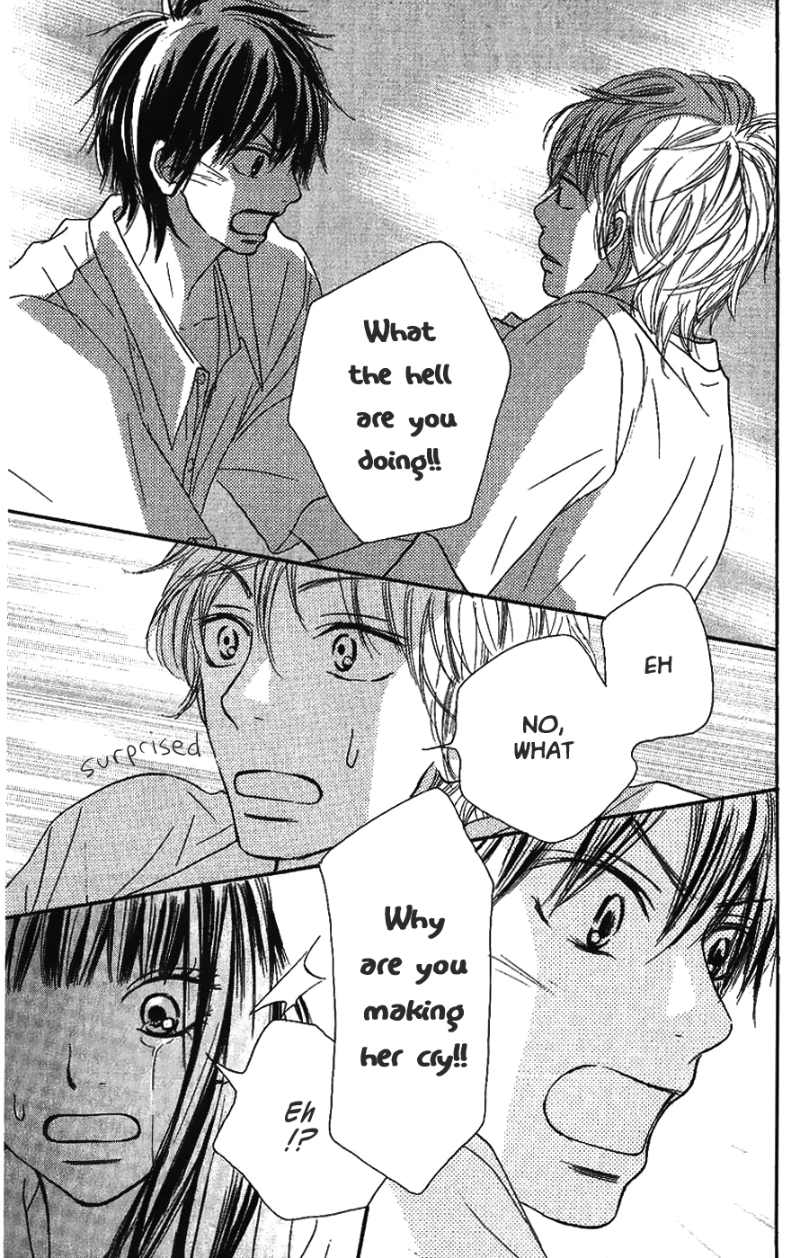 What
the hell
are you
doing!!
EH
NO,
WHAT
surprised
Why
are you
making
her cry!!
Eh
!?